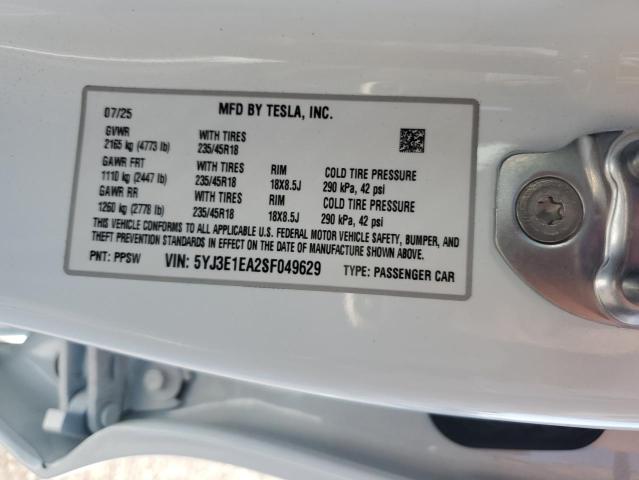 07/25 MFD BY TESLA, INC.
GVWR WITH TIRES
2165 kg (4773 lb) 235/45R18
GAWR FRT WITH TIRES RIM COLD TIRE PRESSURE
1110 kg (2447 lb) 235/45R18 18X8.5J 290 kPa, 42 psi
GAWR RR WITH TIRES RIM COLD TIRE PRESSURE
1260 kg (2778 lb) 235/45R18 18X8.5J 290 kPa, 42 psi
THIS VEHICLE CONFORMS TO ALL APPLICABLE U.S. FEDERAL MOTOR VEHICLE SAFETY, BUMPER, AND
THEFT PREVENTION STANDARDS IN EFFECT ON THE DATE OF MANUFACTURE SHOWN ABOVE.
PNT: PPSW VIN: 5YJ3E1EA2SF049629 TYPE: PASSENGER CAR